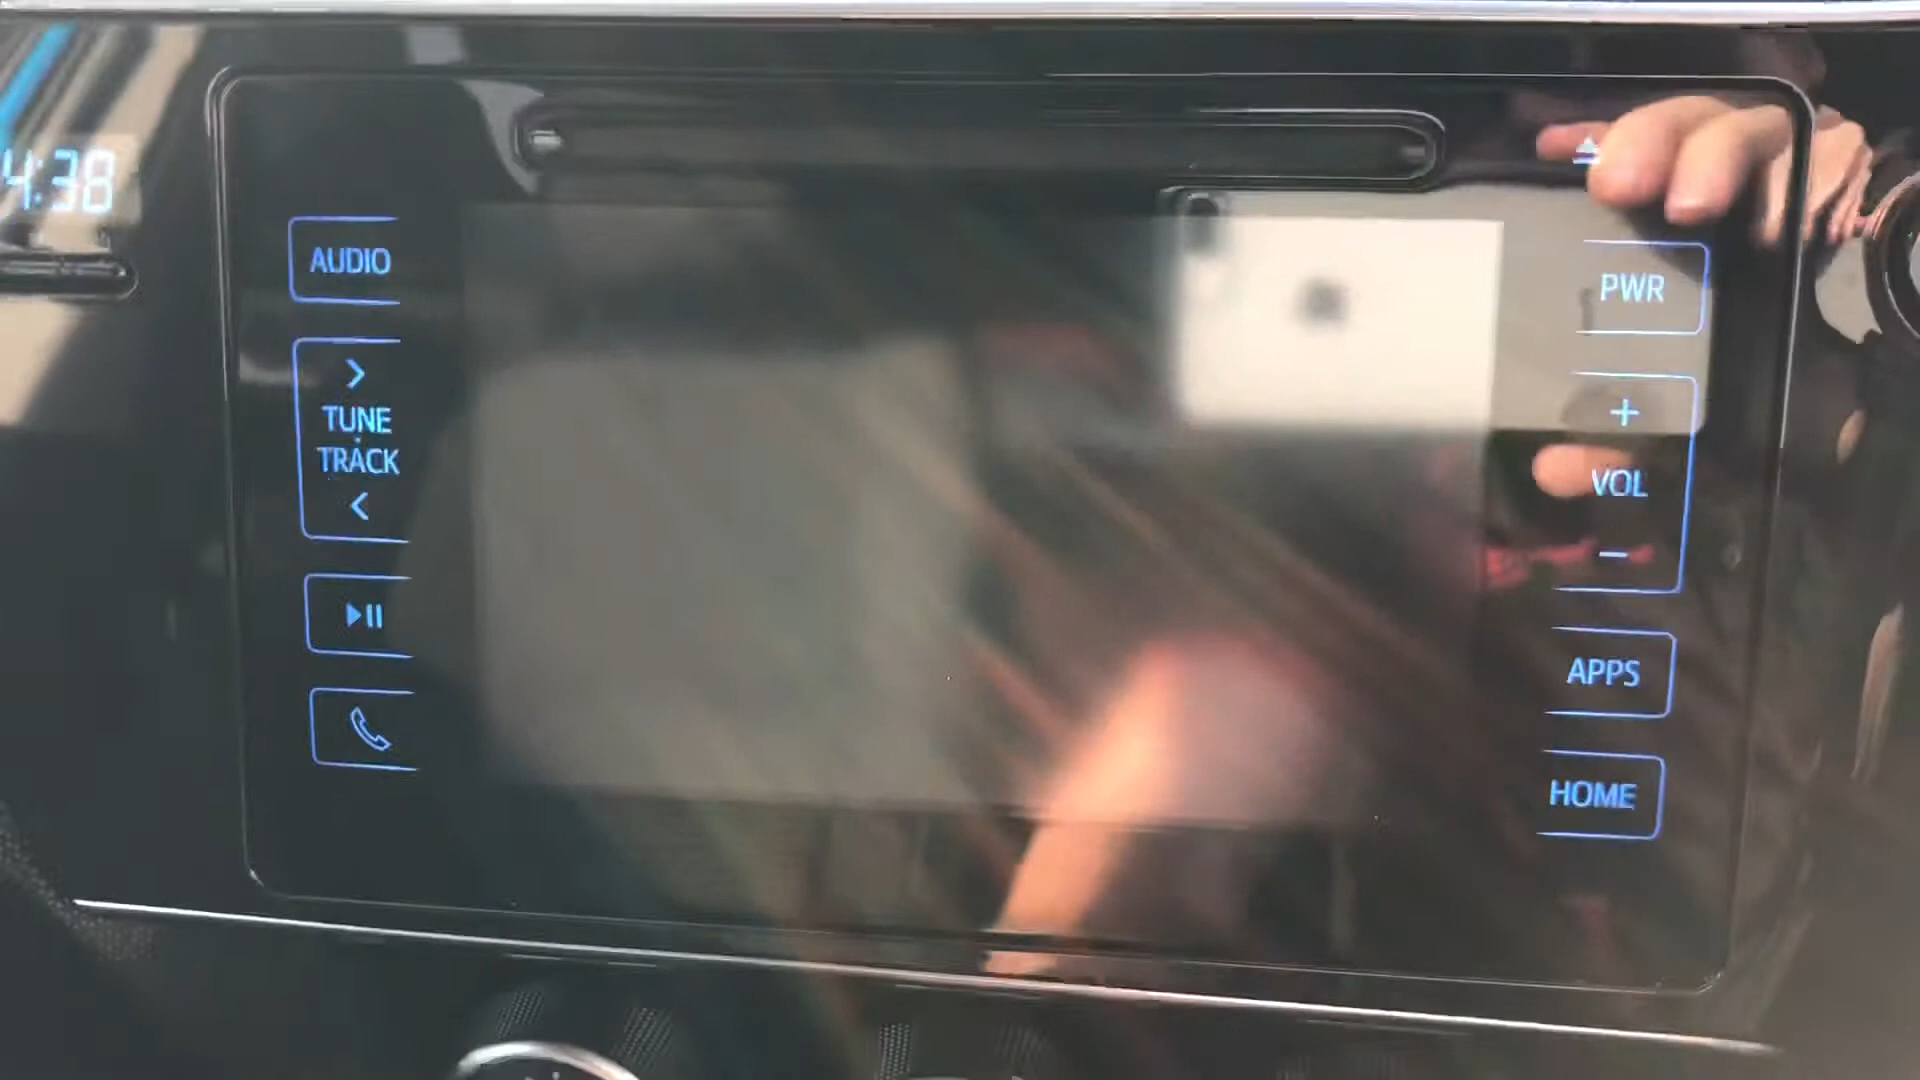 4:38
AUDIO
PWR
>
TUNE
TRACK
<
+
VOL
-
APPS
HOME